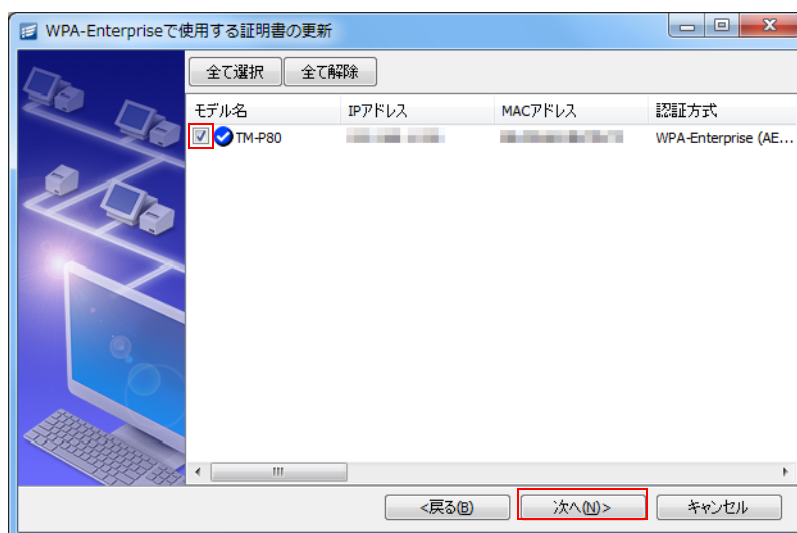 WPA-Enterpriseで使用する証明書の更新
全て選択 全て解除
モデル名 IPアドレス MACアドレス 認証方式
TM-P80 WPA-Enterprise (AE...
<戻る(B) 次へ(N)> キャンセル